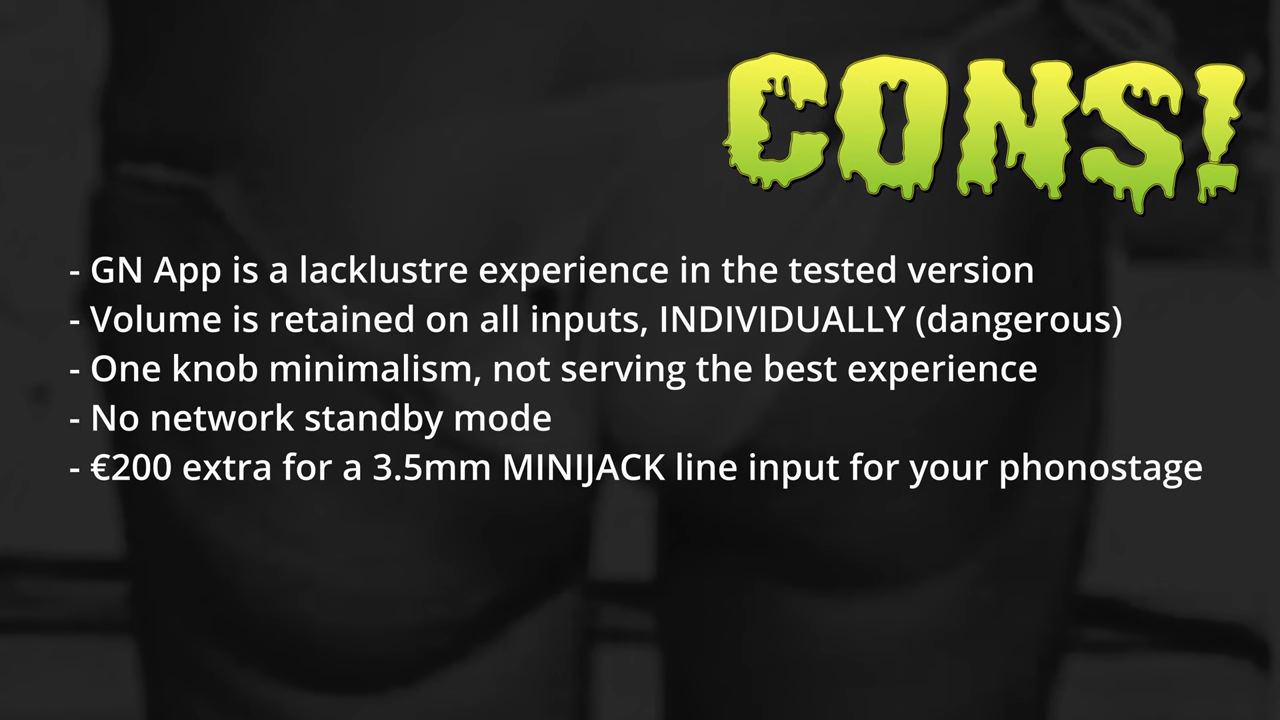 CONS!
- GN App is a lacklustre experience in the tested version
- Volume is retained on all inputs, INDIVIDUALLY (dangerous)
- One knob minimalism, not serving the best experience
- No network standby mode
- €200 extra for a 3.5mm MINIJACK line input for your phonostage